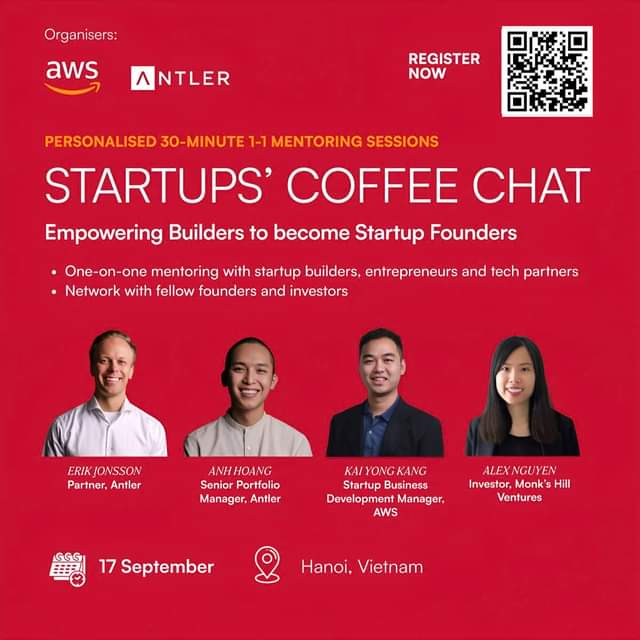 Organisers:
aws
ANTLER
REGISTER
NOW
PERSONALISED 30-MINUTE 1-1 MENTORING SESSIONS
STARTUPS' COFFEE CHAT
Empowering Builders to become Startup Founders
• One-on-one mentoring with startup builders, entrepreneurs and tech partners
• Network with fellow founders and investors
ERIK JONSSON
Partner, Antler
ANH HOANG
Senior Portfolio
Manager, Antler
KAI YONG KANG
Startup Business
Development Manager,
AWS
ALEX NGUYEN
Investor, Monk's Hill
Ventures
17 September
Hanoi, Vietnam